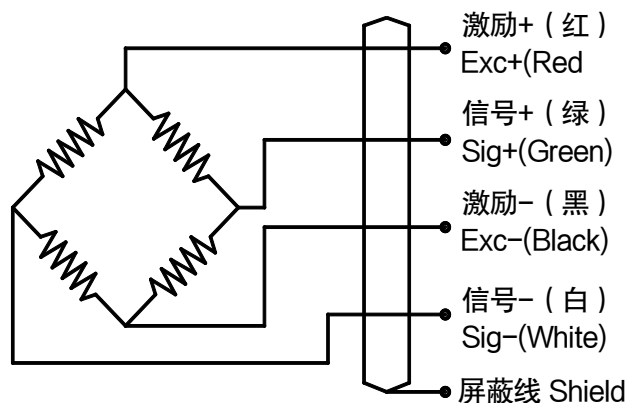 激励+（红）
Exc+(Red
信号+（绿）
Sig+(Green)
激励-（黑）
Exc-(Black)
信号-（白）
Sig-(White)
屏蔽线 Shield